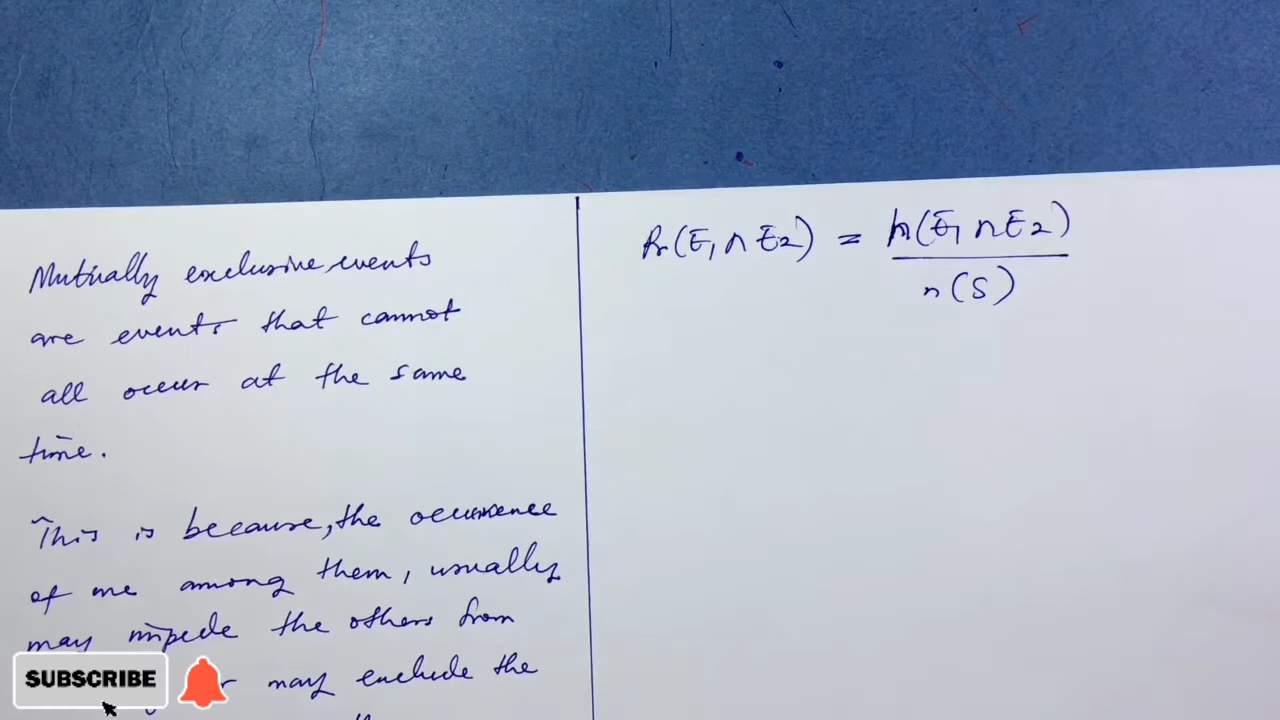 Mutually exclusive events
are events that cannot
all occur at the same
time.
This is because, the occurrence
of one among them, usually
may impede the others from
may exclude the
Pr(E₁ ∩ E₂) = n(E₁ ∩ E₂)
n(S)
SUBSCRIBE